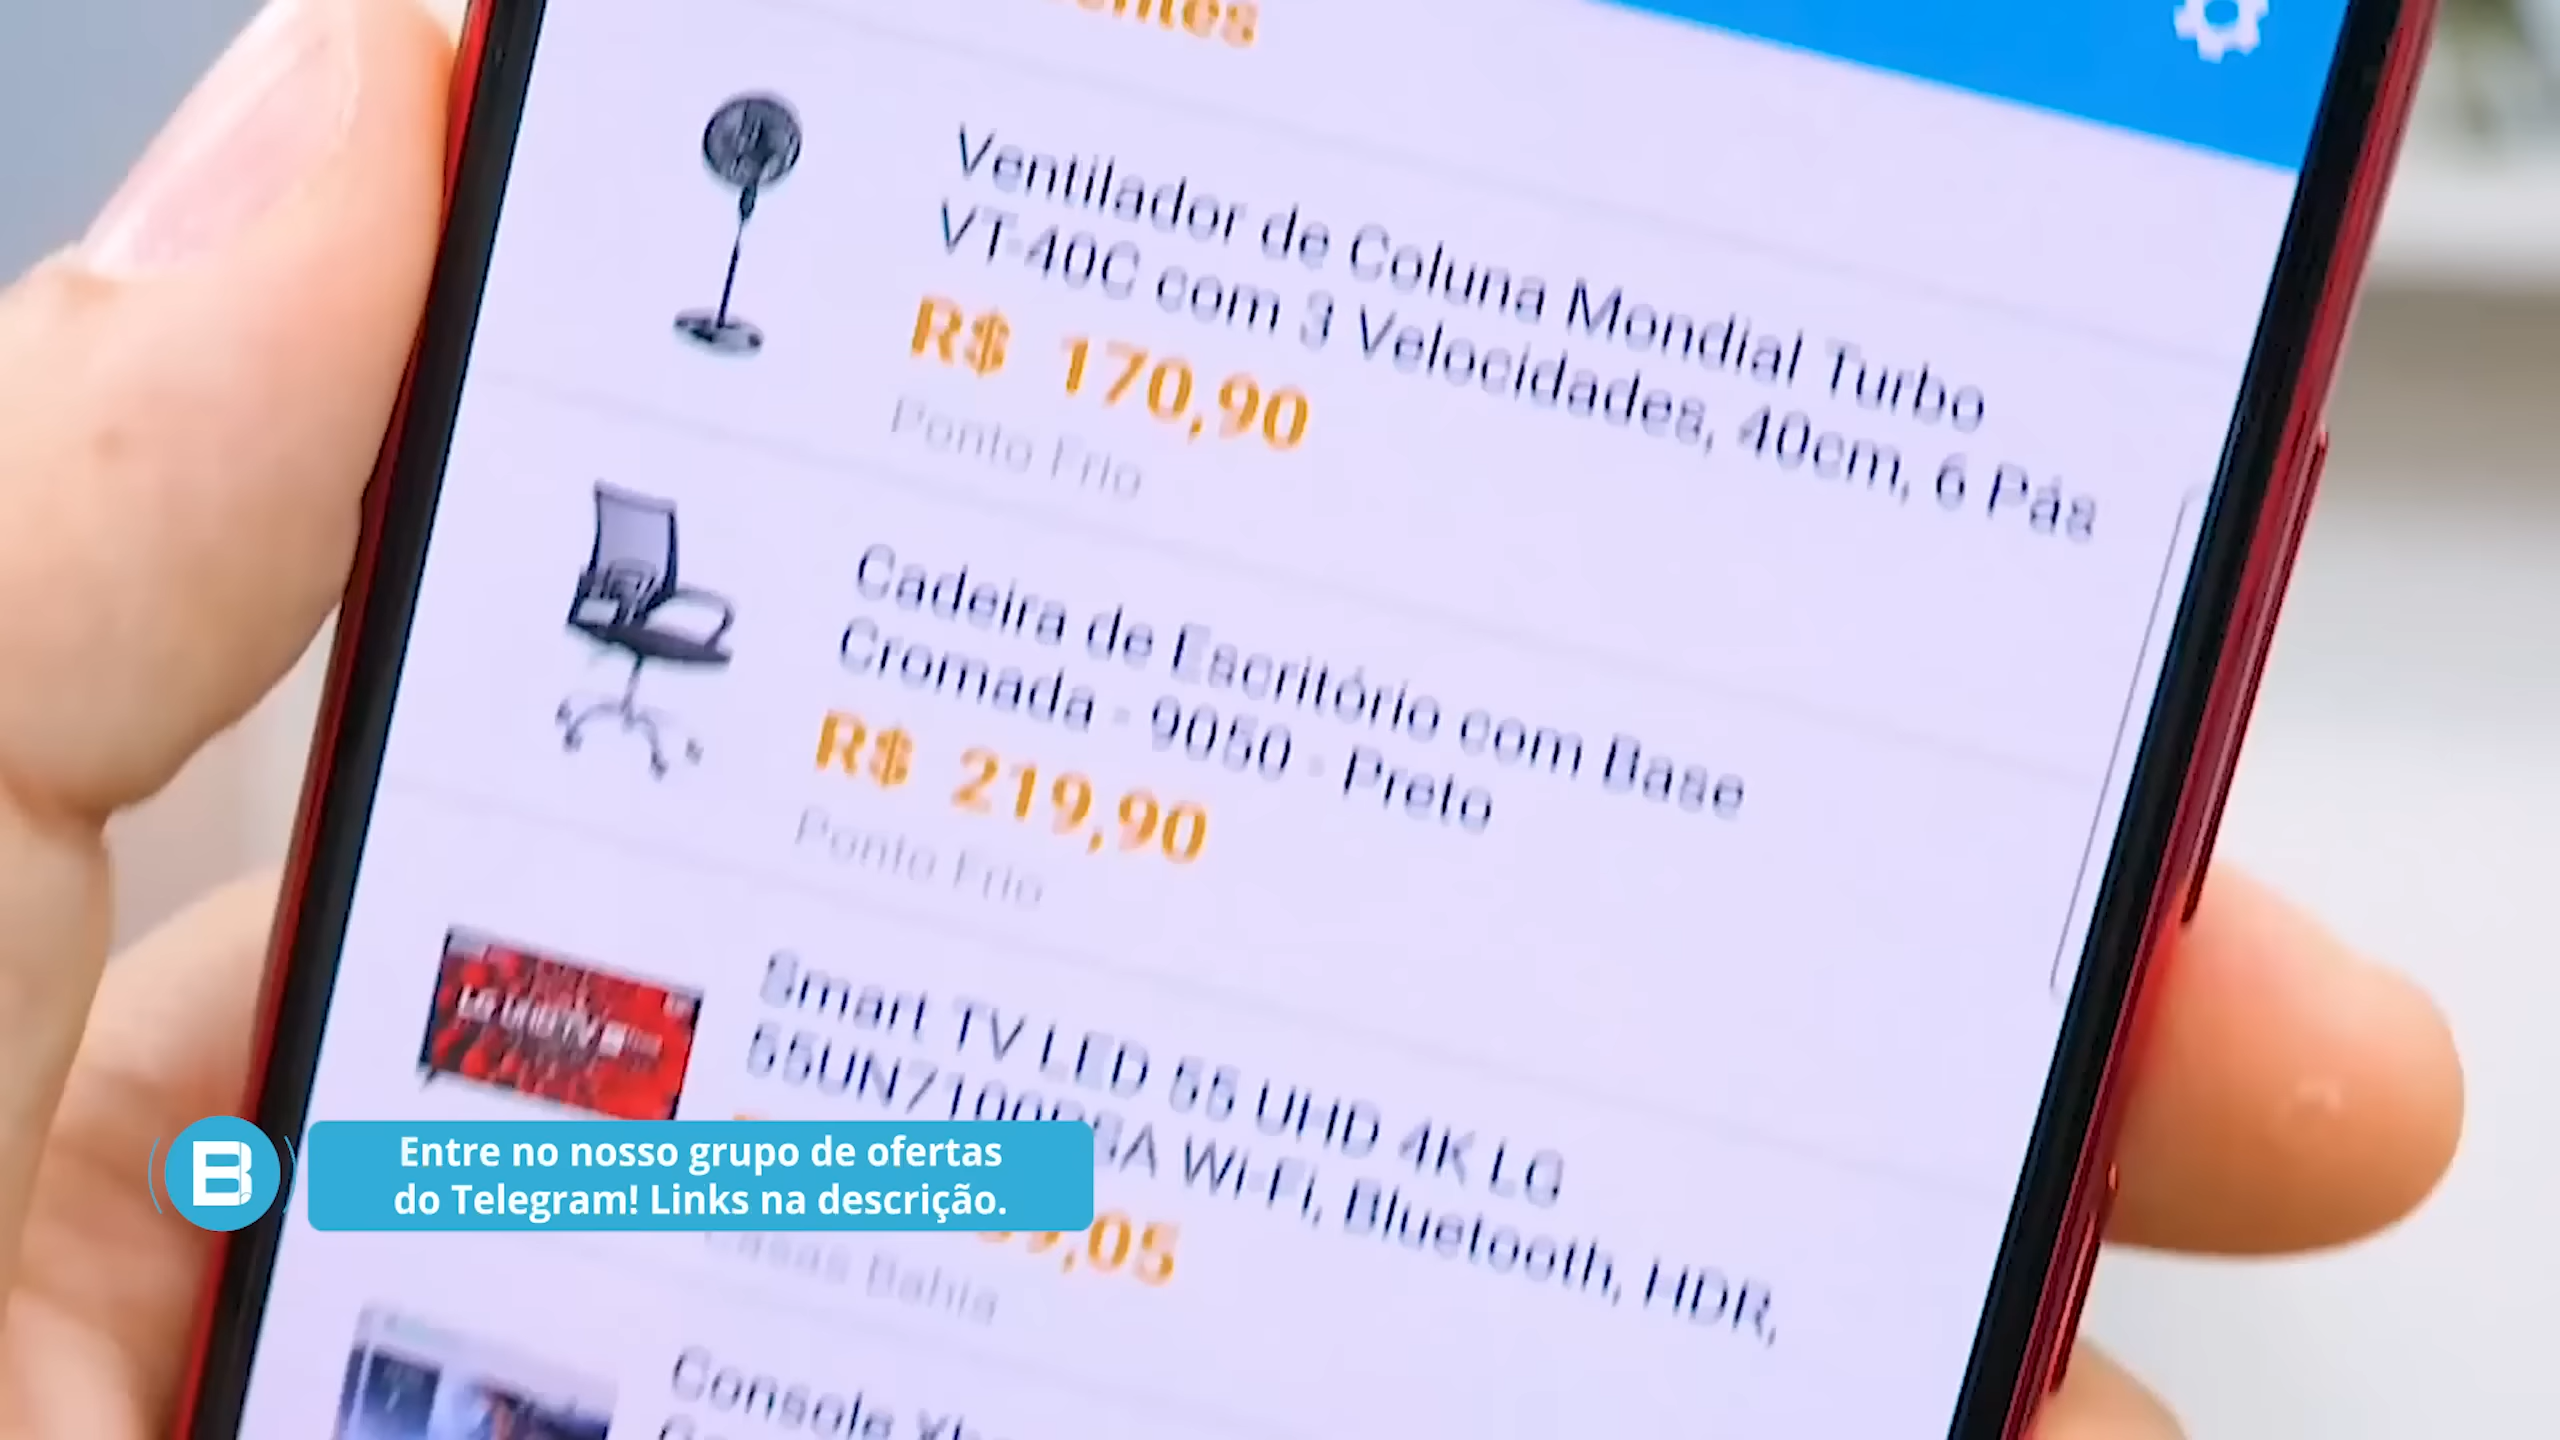 Ventilador de Coluna Mondial Turbo
VT-40C com 3 Velocidades, 40cm, 6 Pás
R$ 170,90
Ponto Frio
Cadeira de Escritório com Base
Cromada - 9050 - Preto
R$ 219,90
Ponto Frio
LG
Smart TV LED 55 UHD 4K LG
Wi-Fi, Bluetooth, HDR,
9,05
Casas Bahia
Console
B
Entre no nosso grupo de ofertas
do Telegram! Links na descrição.